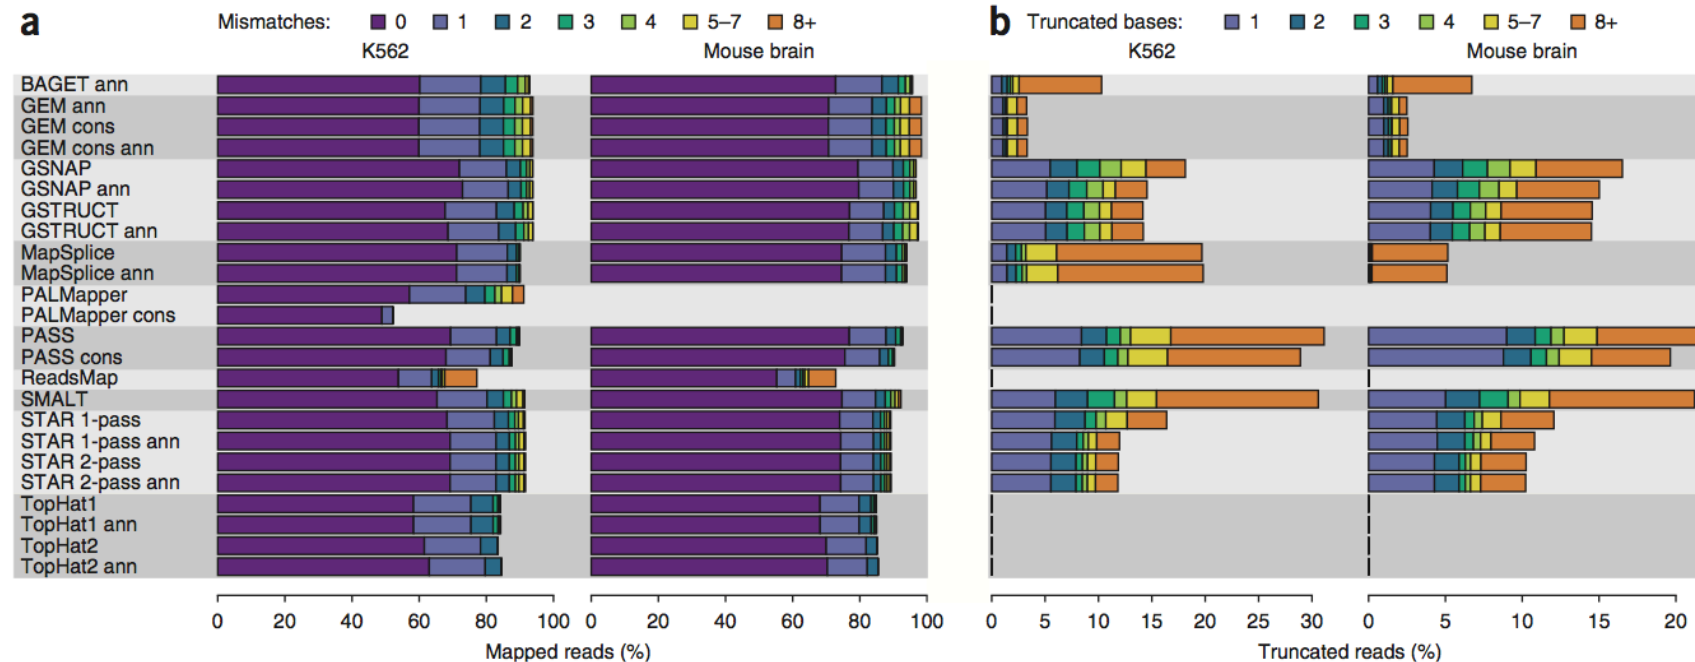 a Mismatches: 0 1 2 3 4 5–7 8+
K562 Mouse brain
b Truncated bases: 1 2 3 4 5–7 8+
K562 Mouse brain
BAGET ann
GEM ann
GEM cons
GEM cons ann
GSNAP
GSNAP ann
GSTRUCT
GSTRUCT ann
MapSplice
MapSplice ann
PALMapper
PALMapper cons
PASS
PASS cons
ReadsMap
SMALT
STAR 1-pass
STAR 1-pass ann
STAR 2-pass
STAR 2-pass ann
TopHat1
TopHat1 ann
TopHat2
TopHat2 ann
0 20 40 60 80 100 0 20 40 60 80 100
Mapped reads (%)
0 5 10 15 20 25 30 0 5 10 15 20
Truncated reads (%)